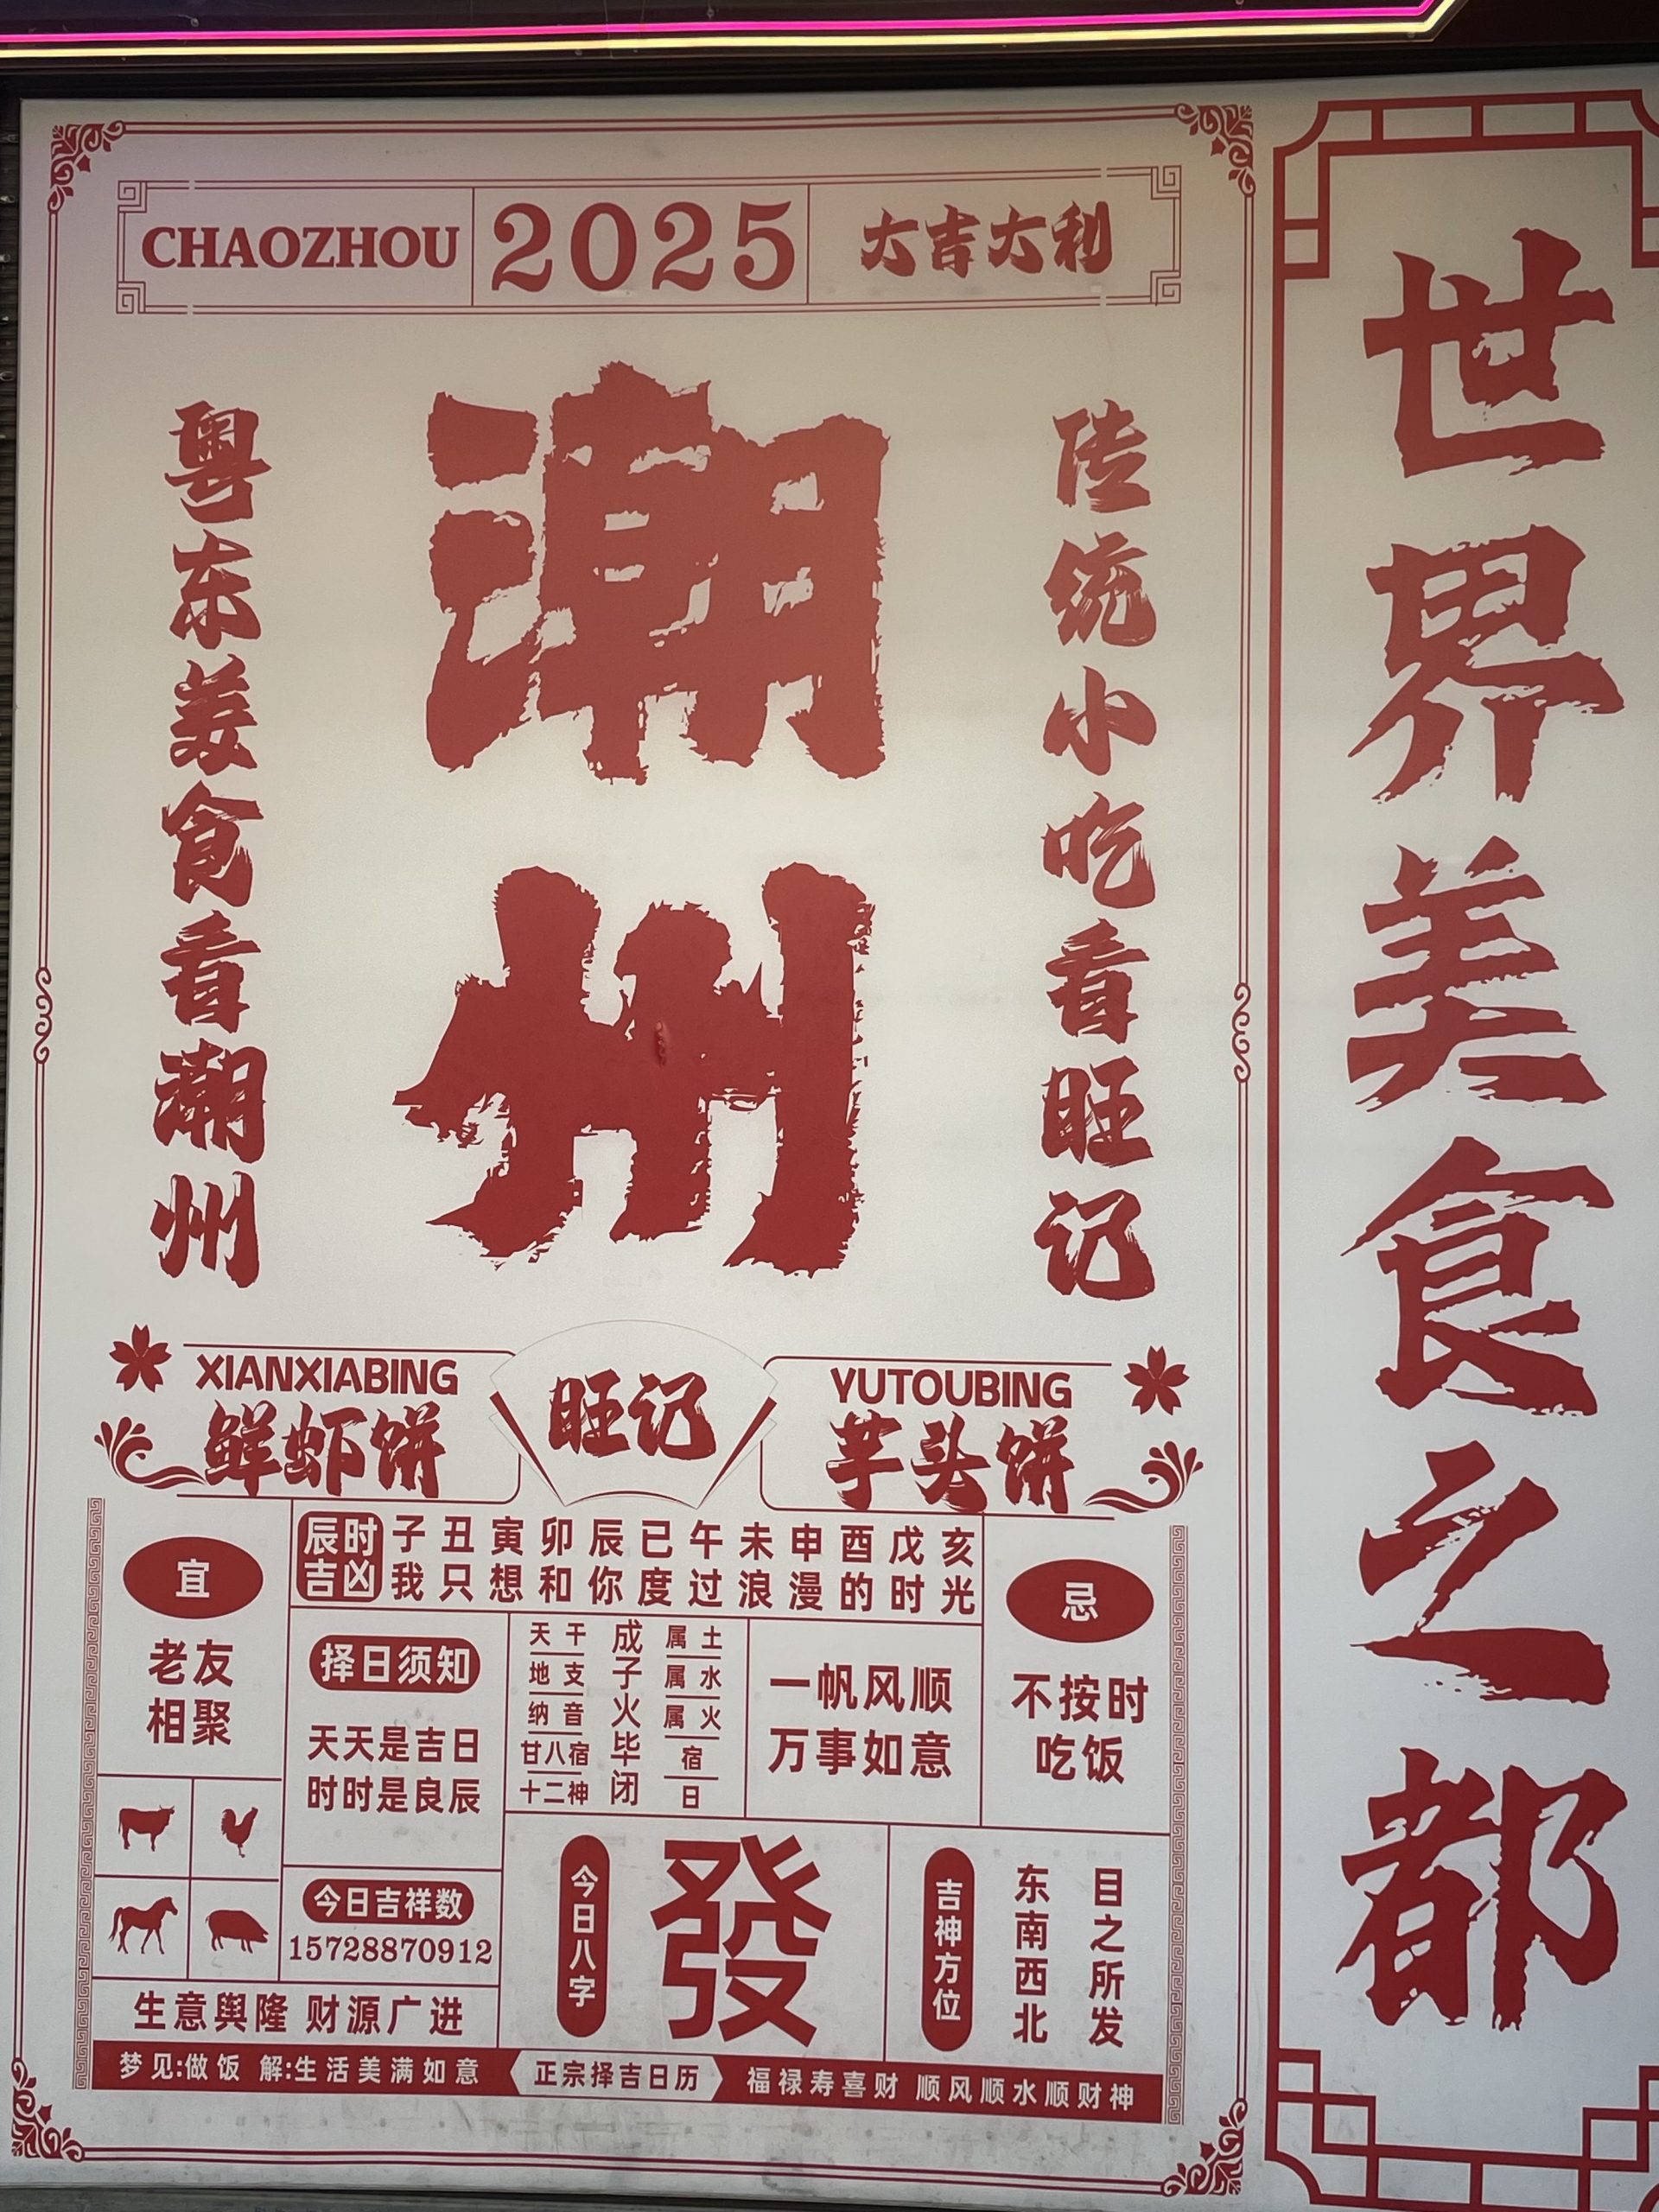 CHAOZHOU 2025 大吉大利
粤东美食看潮州
潮州
传统小吃看旺记
XIANXIABING
鲜虾饼
旺记
YUTOUBING
芋头饼
宜
老友
相聚
辰时
吉凶
子丑寅卯辰已午未申酉戊亥
我只想和你度过浪漫的时光
忌
不按时
吃饭
择日须知
天天是吉日
时时是良辰
天干 成 属土
地支 子 属水
纳音 火 属火
甘八宿 毕 宿
十二神 闭 日
一帆风顺
万事如意
今日吉祥数
15728870912
生意舆隆 财源广进
今日八字
發
吉神方位
东南西北
目之所发
梦见:做饭 解:生活美满如意
正宗择吉日历
福禄寿喜财 顺风顺水顺财神
世界美食之都